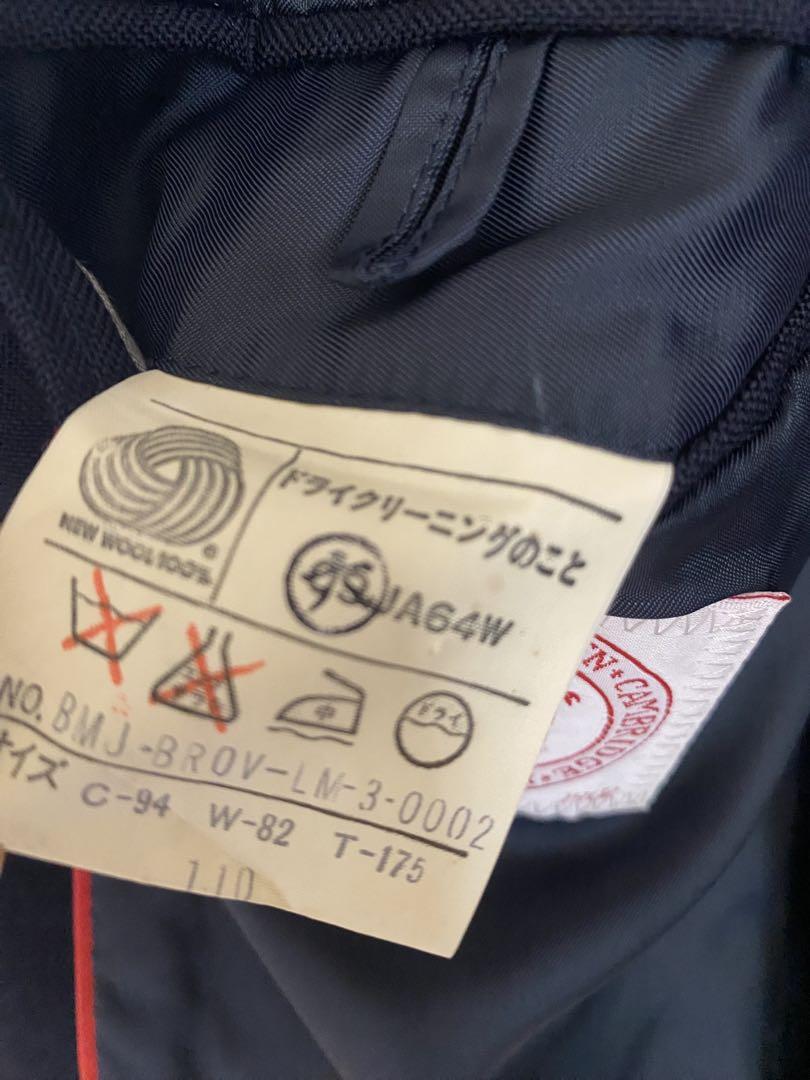 NEW WOOL 100%
®
ドライクリーニングのこと
JA64W
中
ドライ
NO. BMJ-BROV-LM-3-0002
サイズ C-94 W-82 T-175
110
EN★CAMBRIDGE★